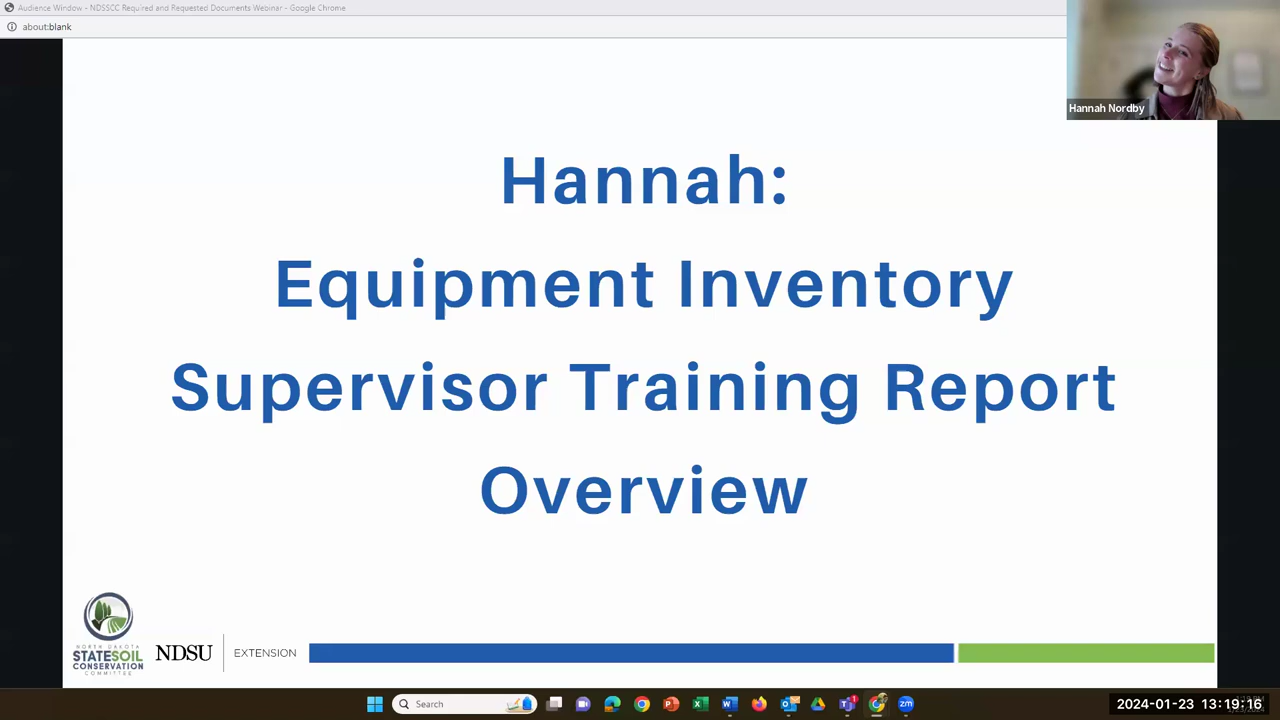 Audience Window - NDSSCC Required and Requested Documents Webinar - Google Chrome
about:blank
Hannah Nordby
Hannah:
Equipment Inventory
Supervisor Training Report
Overview
NORTH DAKOTA
STATE SOIL
CONSERVATION
COMMITTEE
NDSU
EXTENSION
Search
2024-01-23 13:19:16